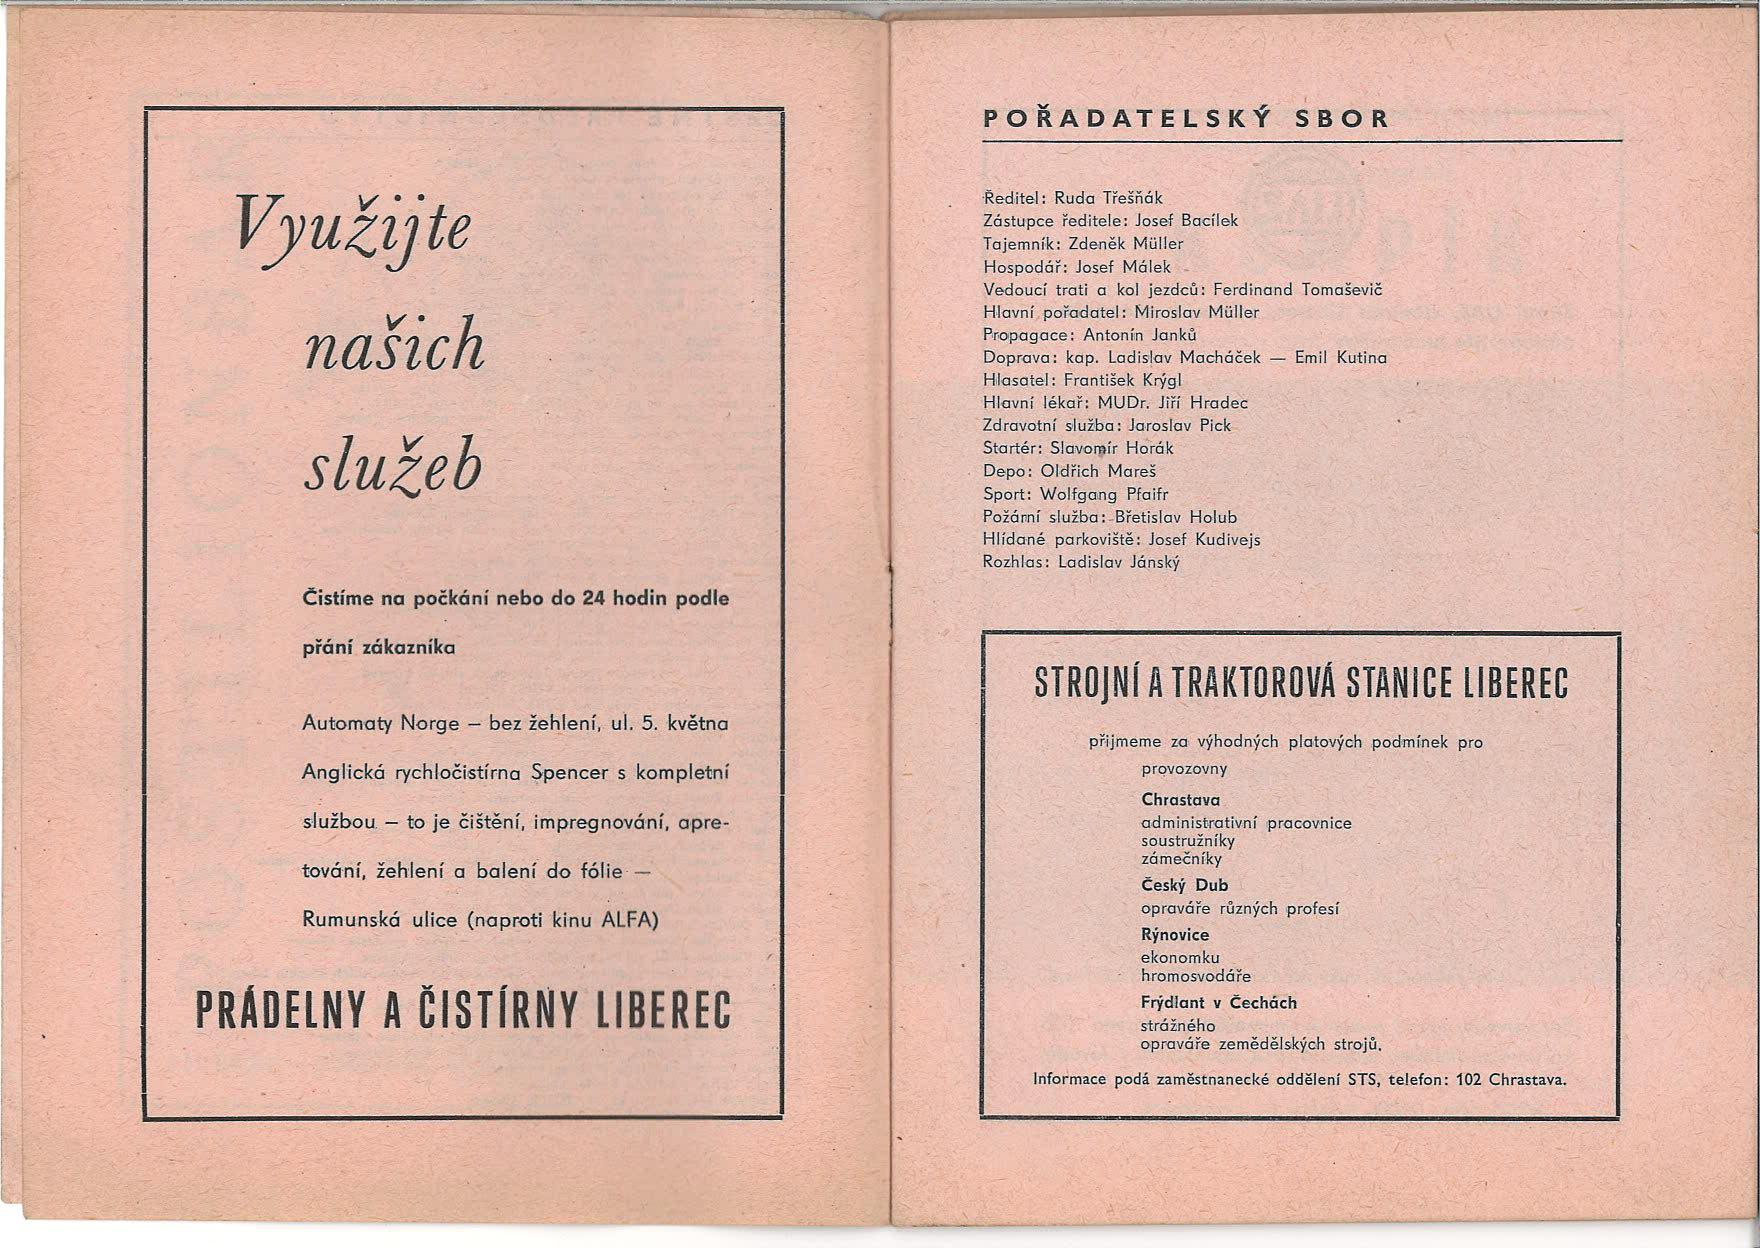 Využijte
našich
služeb
Čistíme na počkání nebo do 24 hodin podle
přání zákazníka
Automaty Norge – bez žehlení, ul. 5. května
Anglická rychločistírna Spencer s kompletní
službou – to je čištění, impregnování, apre-
tování, žehlení a balení do fólie —
Rumunská ulice (naproti kinu ALFA)
PRÁDELNY A ČISTÍRNY LIBEREC
POŘADATELSKÝ SBOR
Ředitel: Ruda Třešňák
Zástupce ředitele: Josef Bacílek
Tajemník: Zdeněk Müller
Hospodář: Josef Málek
Vedoucí trati a kol jezdců: Ferdinand Tomaševič
Hlavní pořadatel: Miroslav Müller
Propagace: Antonín Janků
Doprava: kap. Ladislav Macháček — Emil Kutina
Hlasatel: František Krýgl
Hlavní lékař: MUDr. Jiří Hradec
Zdravotní služba: Jaroslav Pick
Startér: Slavomír Horák
Depo: Oldřich Mareš
Sport: Wolfgang Pfaifr
Požární služba: Břetislav Holub
Hlídané parkoviště: Josef Kudivejs
Rozhlas: Ladislav Jánský
STROJNÍ A TRAKTOROVÁ STANICE LIBEREC
přijmeme za výhodných platových podmínek pro
provozovny
Chrastava
administrativní pracovnice
soustružníky
zámečníky
Český Dub
opraváře různých profesí
Rýnovice
ekonomku
hromosvodáře
Frýdlant v Čechách
strážného
opraváře zemědělských strojů.
Informace podá zaměstnanecké oddělení STS, telefon: 102 Chrastava.